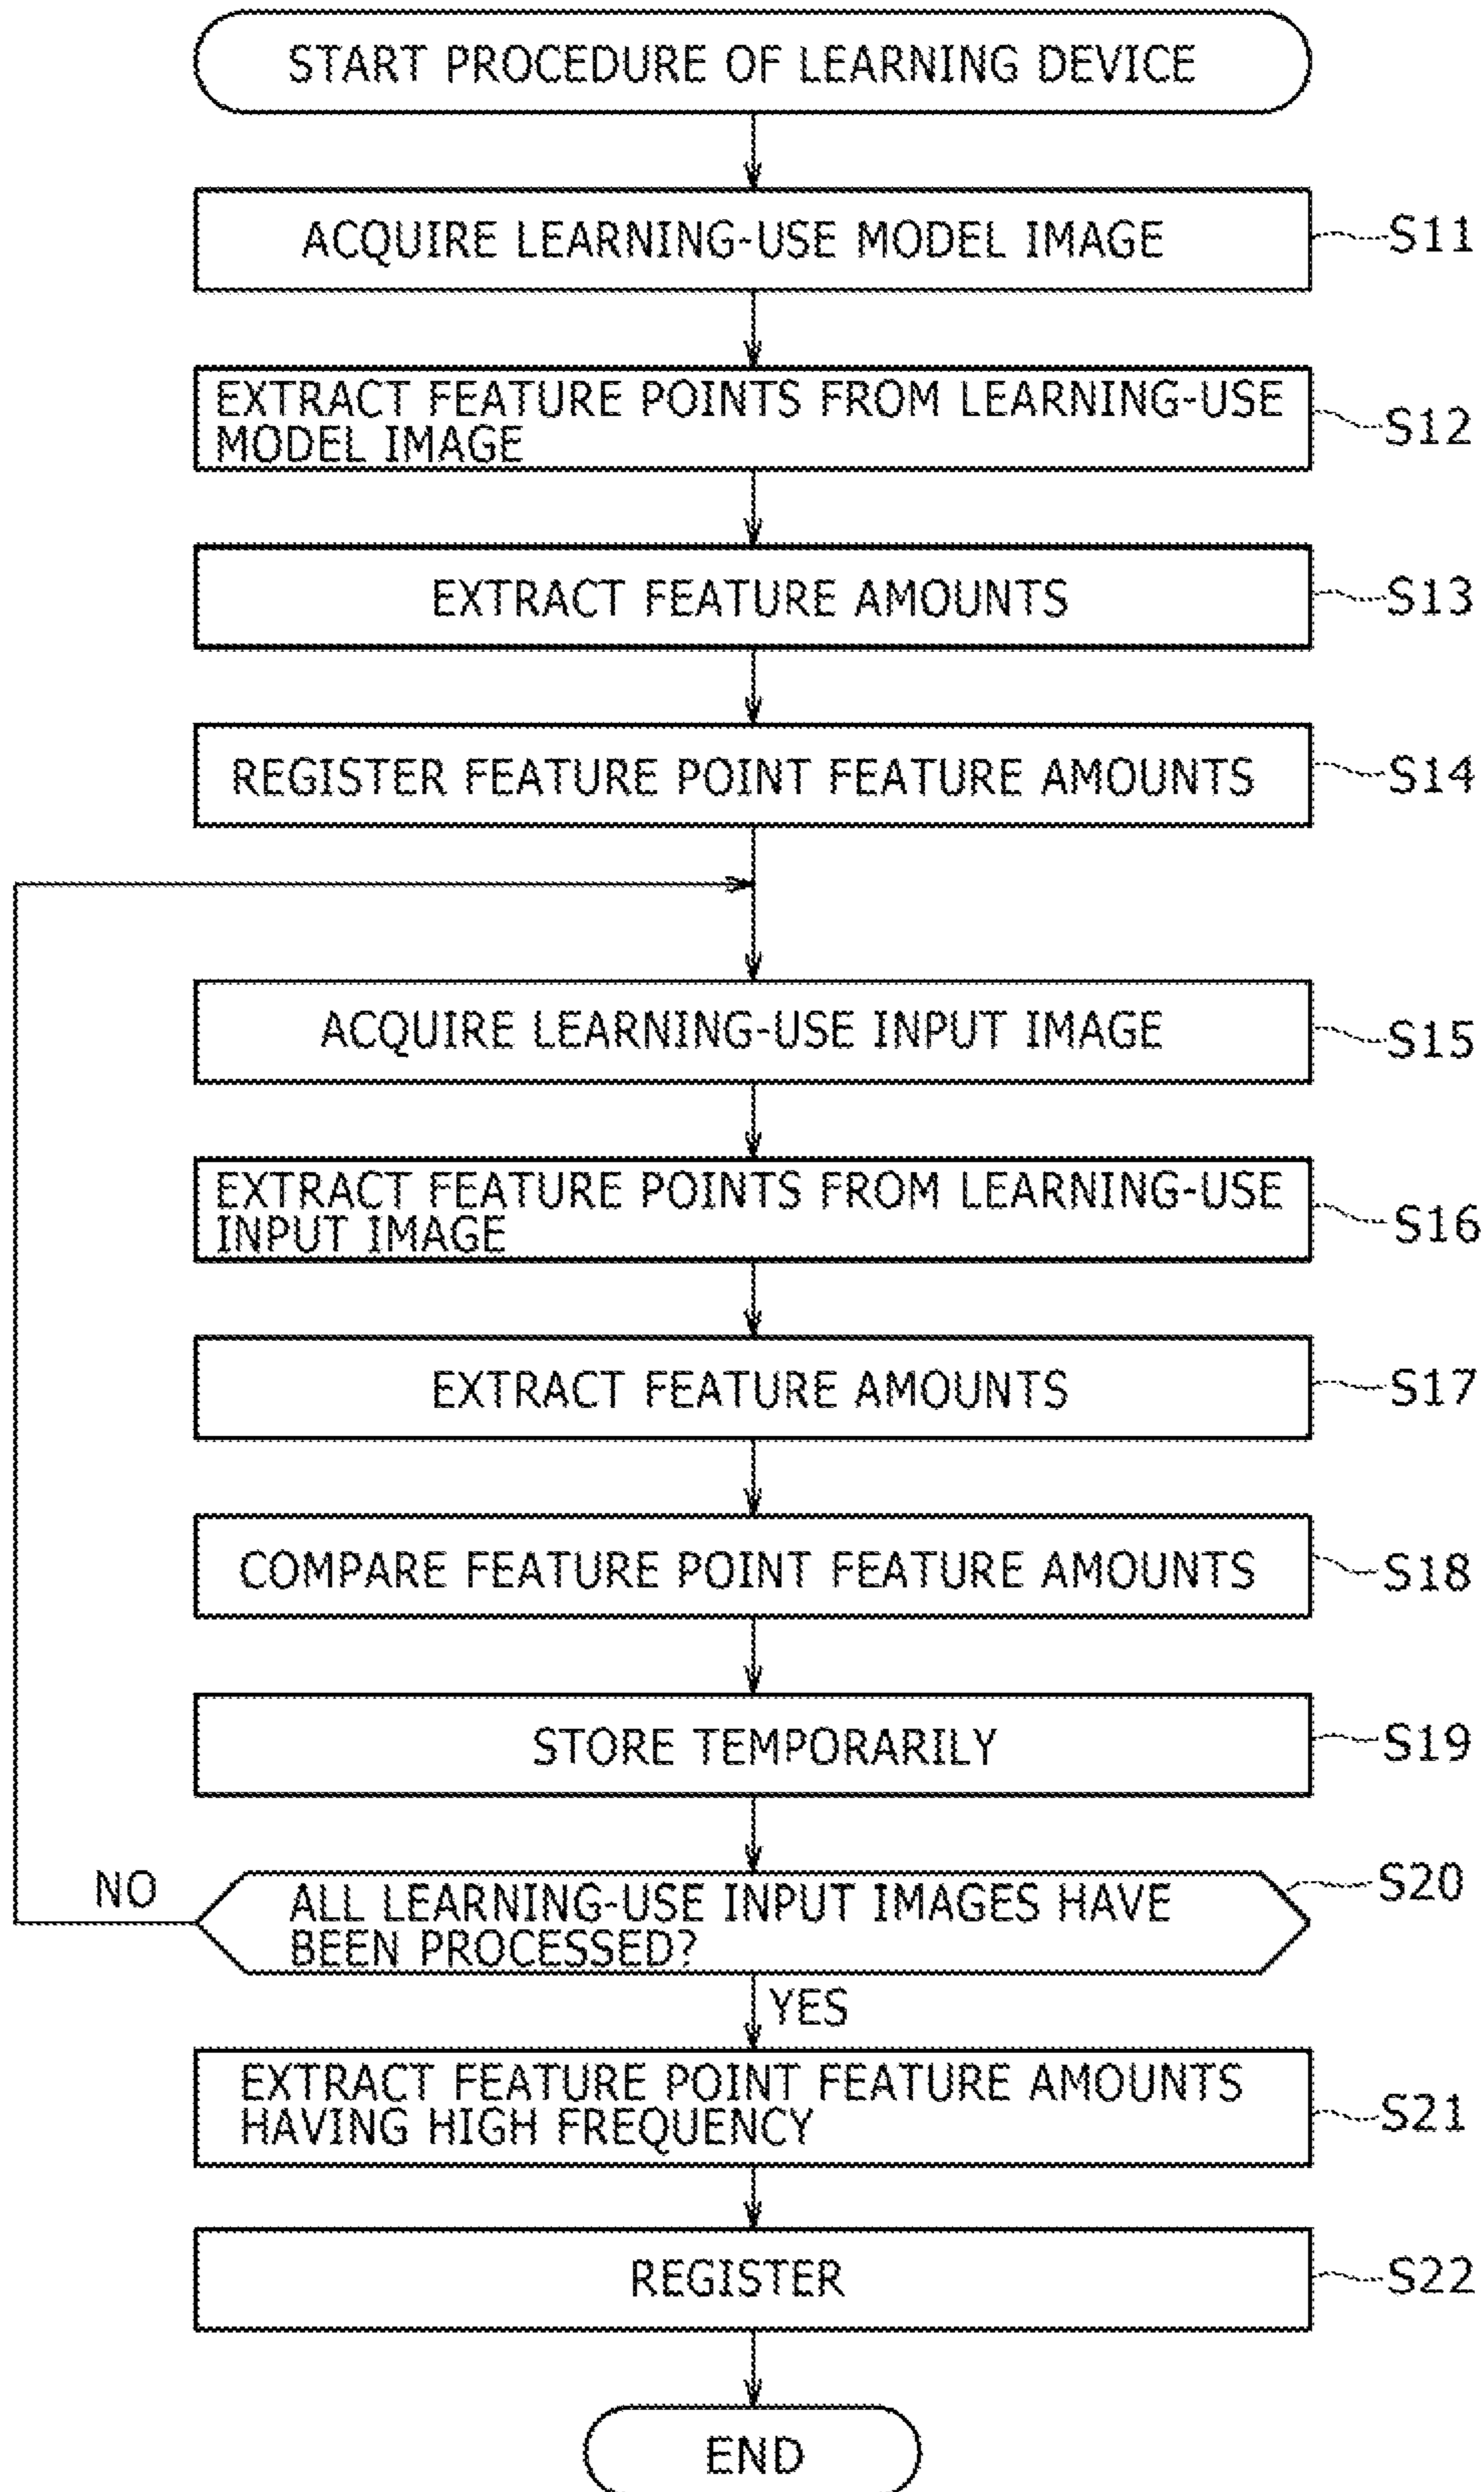 START PROCEDURE OF LEARNING DEVICE
ACQUIRE LEARNING-USE MODEL IMAGE
S11
EXTRACT FEATURE POINTS FROM LEARNING-USE
MODEL IMAGE
S12
EXTRACT FEATURE AMOUNTS
S13
REGISTER FEATURE POINT FEATURE AMOUNTS
S14
ACQUIRE LEARNING-USE INPUT IMAGE
S15
EXTRACT FEATURE POINTS FROM LEARNING-USE
INPUT IMAGE
S16
EXTRACT FEATURE AMOUNTS
S17
COMPARE FEATURE POINT FEATURE AMOUNTS
S18
STORE TEMPORARILY
S19
NO
ALL LEARNING-USE INPUT IMAGES HAVE
BEEN PROCESSED?
S20
YES
EXTRACT FEATURE POINT FEATURE AMOUNTS
HAVING HIGH FREQUENCY
S21
REGISTER
S22
END